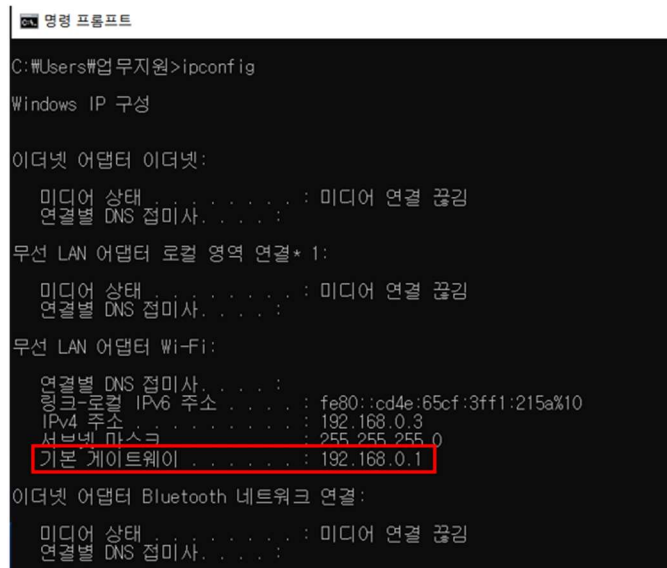 명령 프롬프트
C:₩Users₩업무지원>ipconfig
Windows IP 구성
이더넷 어댑터 이더넷:
미디어 상태 . . . . . . . . : 미디어 연결 끊김
연결별 DNS 접미사. . . . :
무선 LAN 어댑터 로컬 영역 연결* 1:
미디어 상태 . . . . . . . . : 미디어 연결 끊김
연결별 DNS 접미사. . . . :
무선 LAN 어댑터 Wi-Fi:
연결별 DNS 접미사. . . . :
링크-로컬 IPv6 주소 . . . . : fe80::cd4e:65cf:3ff1:215a%10
IPv4 주소 . . . . . . . . . : 192.168.0.3
서브넷 마스크 . . . . . . . : 255.255.255.0
기본 게이트웨이 . . . . . . : 192.168.0.1
이더넷 어댑터 Bluetooth 네트워크 연결:
미디어 상태 . . . . . . . . : 미디어 연결 끊김
연결별 DNS 접미사. . . . :